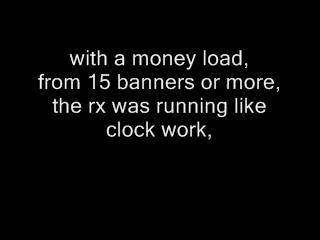 with a money load,
from 15 banners or more,
the rx was running like
clock work,